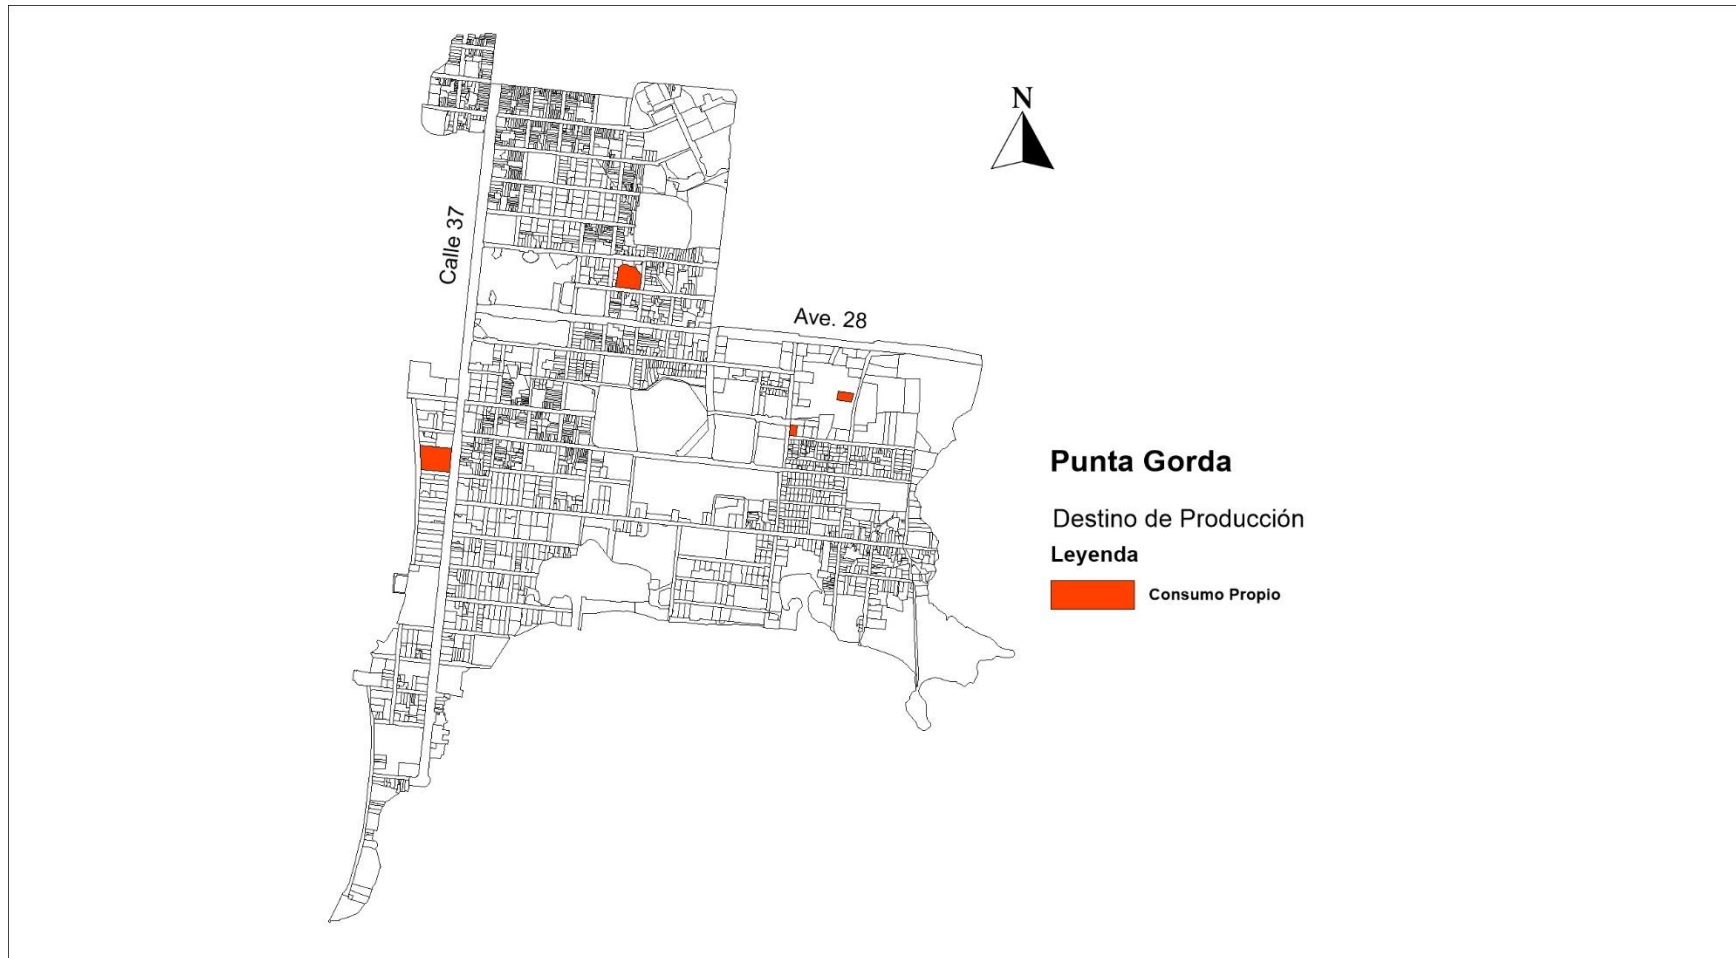 N
Calle 37
Ave. 28
Punta Gorda
Destino de Producción
Leyenda
Consumo Propio